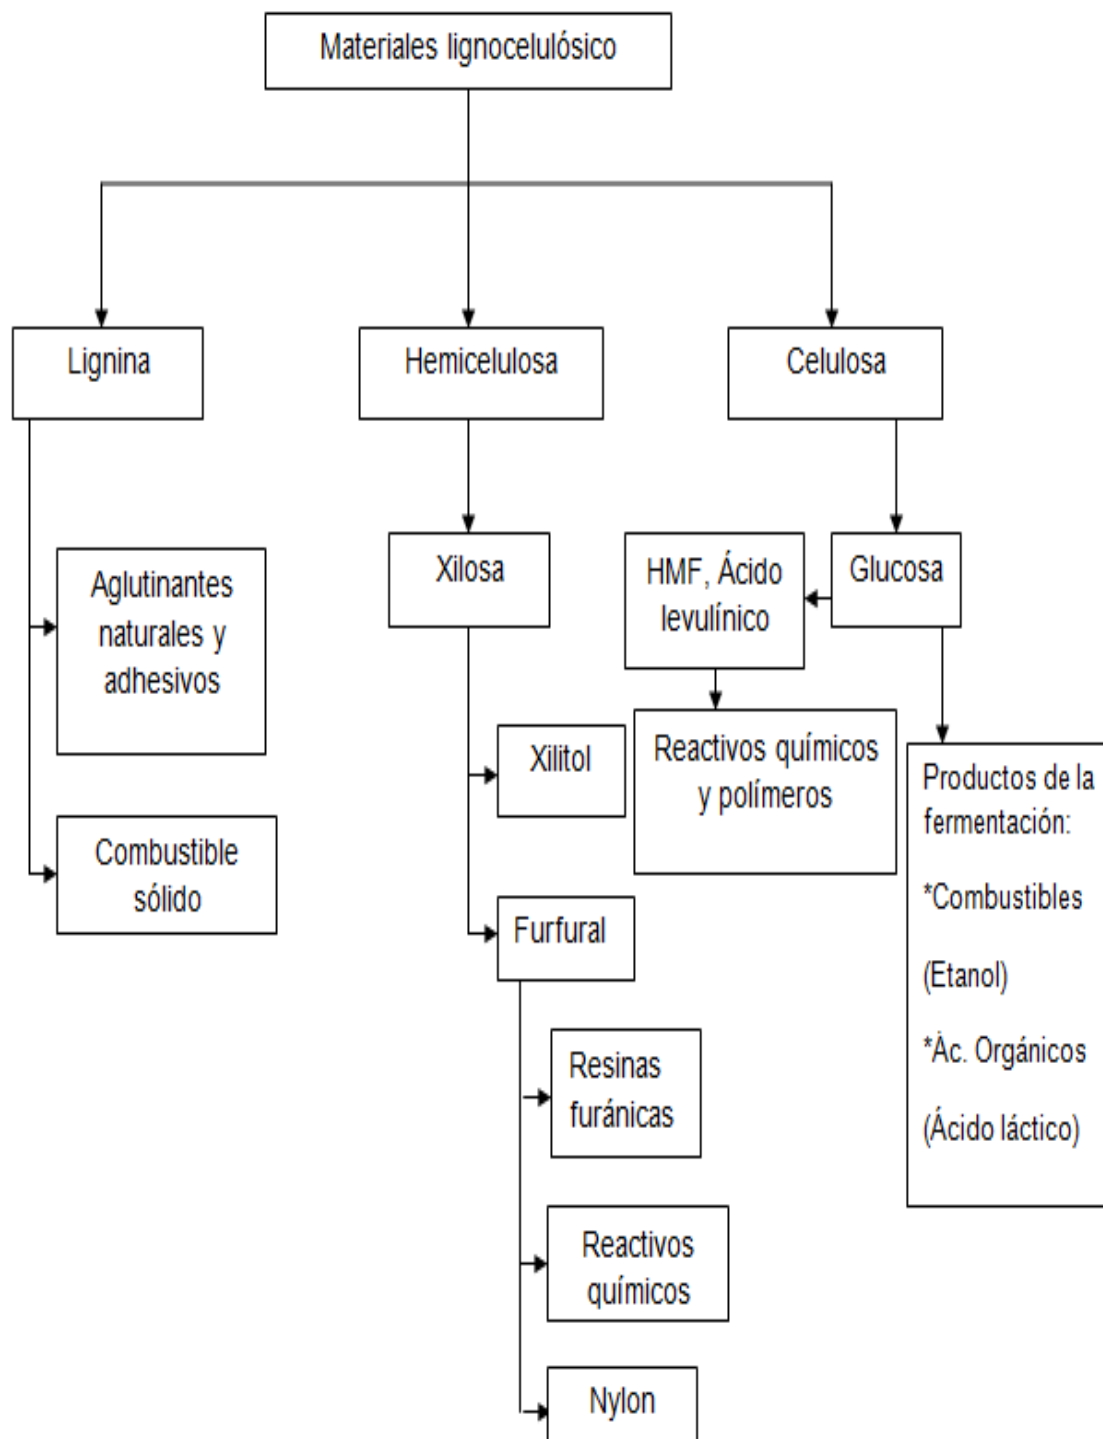 Materiales lignocelulósico
Lignina
Hemicelulosa
Celulosa
Aglutinantes
naturales y
adhesivos
Combustible
sólido
Xilosa
Xilitol
Furfural
Resinas
furánicas
Reactivos
químicos
Nylon
HMF, Ácido
levulínico
Glucosa
Reactivos químicos
y polímeros
Productos de la
fermentación:
*Combustibles
(Etanol)
*Ác. Orgánicos
(Ácido láctico)